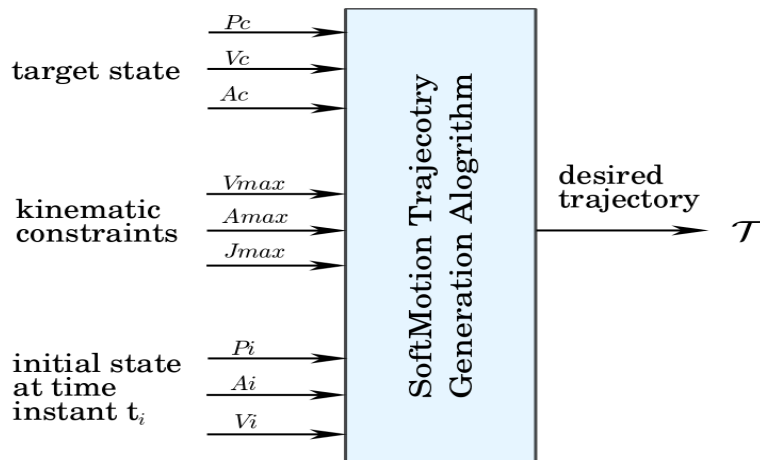 Pc
Vc
target state
Ac
Vmax
kinematic
Amax
constraints
Jmax
Pi
initial state
at time
Ai
instant t_i
Vi
SoftMotion Trajecotry
Generation Alogrithm
desired
trajectory
𝒯